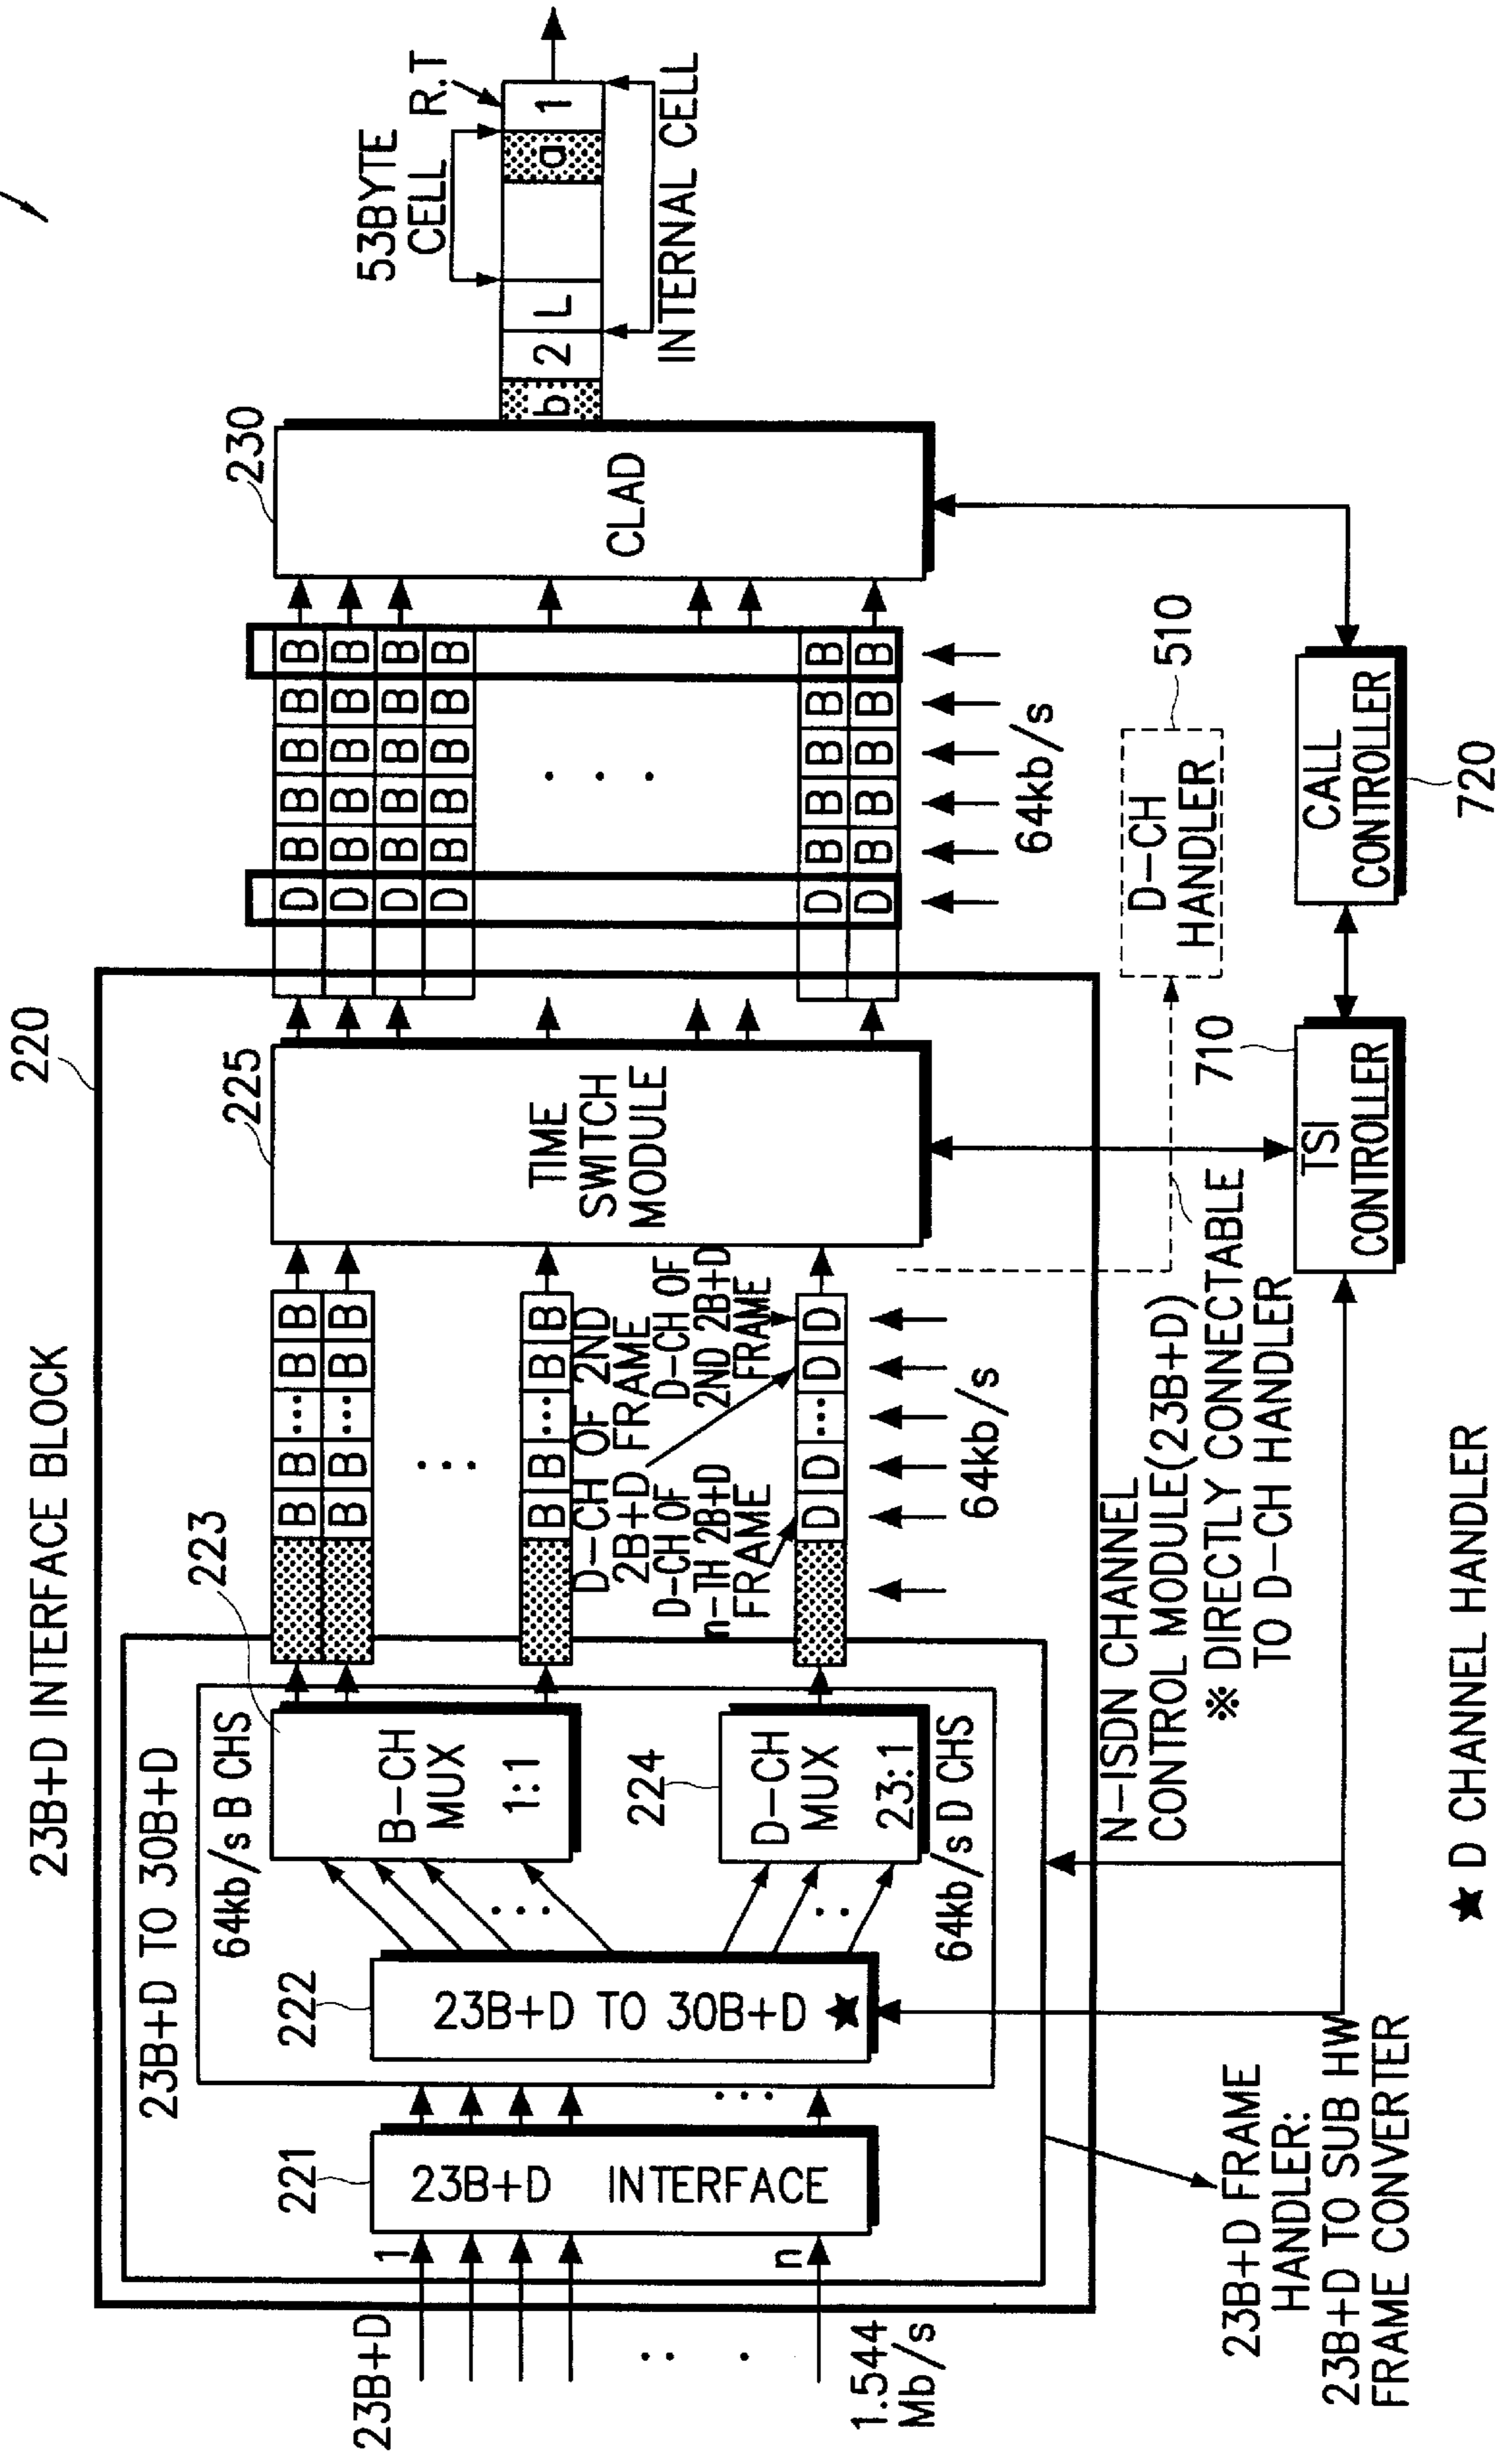 23B+D INTERFACE BLOCK
220
23B+D TO 30B+D
23B+D
1
n
1.544
Mb/s
221
23B+D INTERFACE
222
23B+D TO 30B+D ★
64kb/s B CHS
223
B-CH
MUX
1:1
224
D-CH
MUX
23:1
64kb/s D CHS
B B ... B B
B B ... B B
B B ... B B
D-CH OF 2ND
2B+D FRAME
D-CH OF
n-TH 2B+D
FRAME
D-CH OF
2ND 2B+D
FRAME
D D ... D D
64kb/s
225
TIME
SWITCH
MODULE
D B B B B B
D B B B B B
D B B B B B
D B B B B B
D B B B B B
D B B B B B
64kb/s
230
CLAD
b 2 L a 1
53BYTE
CELL
R.T
INTERNAL CELL
510
D-CH
HANDLER
N-ISDN CHANNEL
CONTROL MODULE(23B+D)
※ DIRECTLY CONNECTABLE
TO D-CH HANDLER
710
TSI
CONTROLLER
CALL
CONTROLLER
720
23B+D FRAME
HANDLER:
23B+D TO SUB HW
FRAME CONVERTER
★ D CHANNEL HANDLER